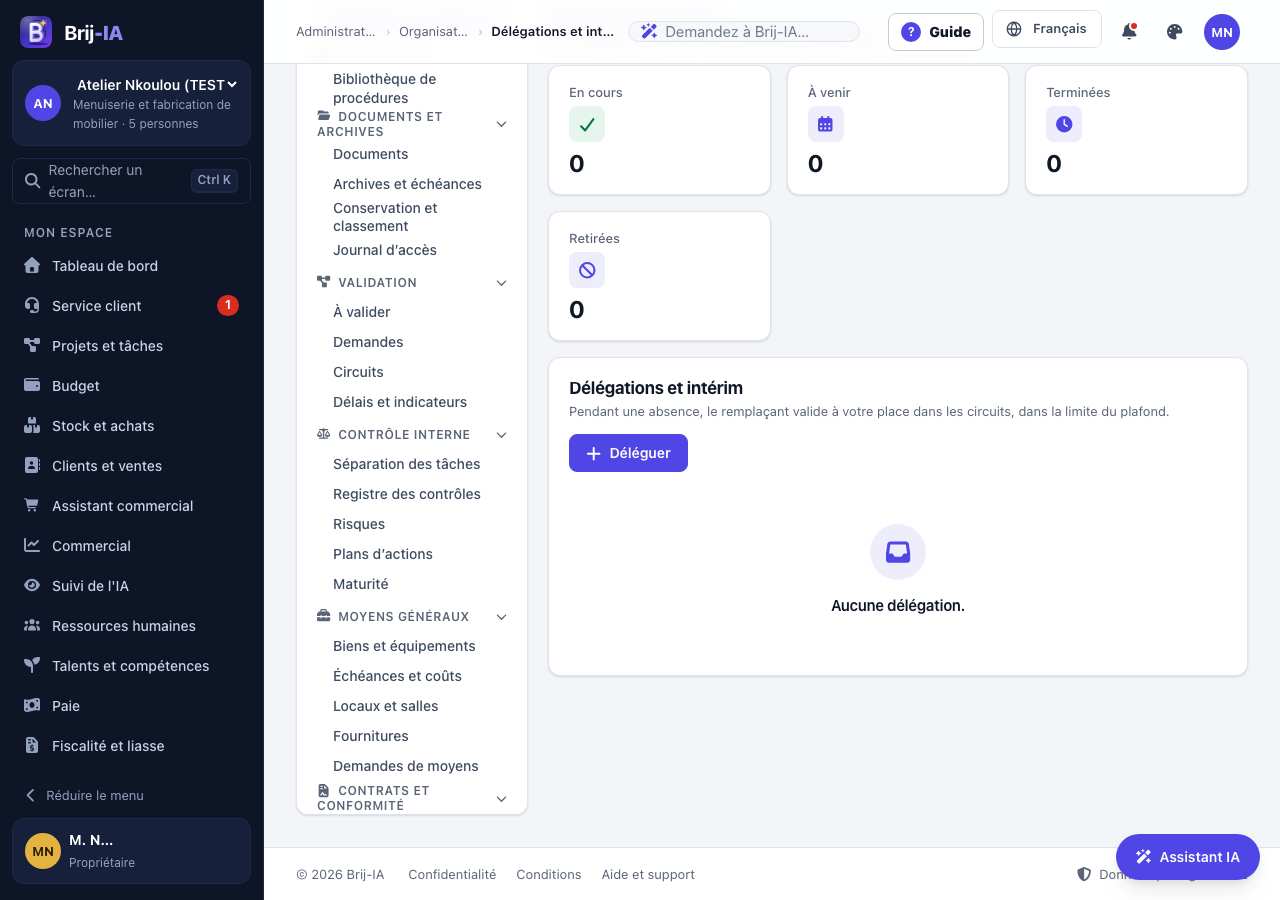 Brij-IA
AN
Atelier Nkoulou (TEST
Menuiserie et fabrication de
mobilier · 5 personnes
Rechercher un
écran...
Ctrl K
MON ESPACE
Tableau de bord
Service client
1
Projets et tâches
Budget
Stock et achats
Clients et ventes
Assistant commercial
Commercial
Suivi de l'IA
Ressources humaines
Talents et compétences
Paie
Fiscalité et liasse
Réduire le menu
MN
M. N...
Propriétaire
Administrat... › Organisat... › Délégations et int...
Demandez à Brij-IA...
? Guide
Français
MN
Bibliothèque de
procédures
DOCUMENTS ET
ARCHIVES
Documents
Archives et échéances
Conservation et
classement
Journal d'accès
VALIDATION
À valider
Demandes
Circuits
Délais et indicateurs
CONTRÔLE INTERNE
Séparation des tâches
Registre des contrôles
Risques
Plans d'actions
Maturité
MOYENS GÉNÉRAUX
Biens et équipements
Échéances et coûts
Locaux et salles
Fournitures
Demandes de moyens
CONTRATS ET
CONFORMITÉ
En cours
0
À venir
0
Terminées
0
Retirées
0
Délégations et intérim
Pendant une absence, le remplaçant valide à votre place dans les circuits, dans la limite du plafond.
+ Déléguer
Aucune délégation.
© 2026 Brij-IA
Confidentialité
Conditions
Aide et support
Assistant IA